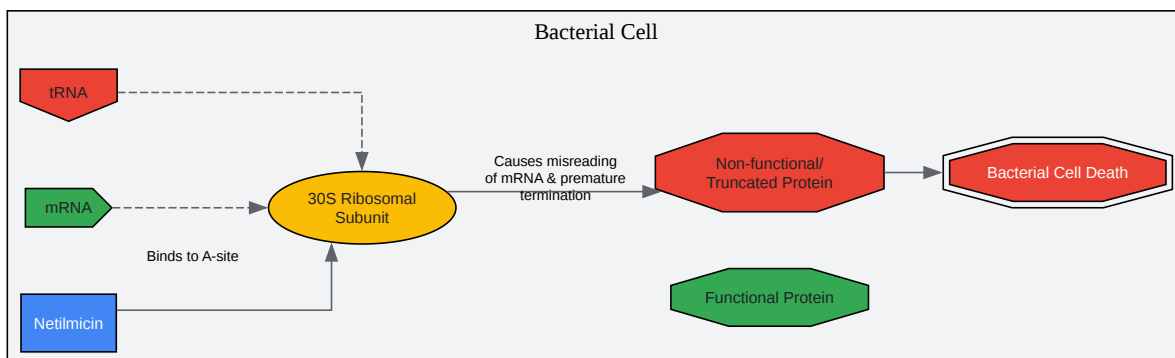 Bacterial Cell
tRNA
mRNA
Binds to A-site
Netilmicin
30S Ribosomal
Subunit
Causes misreading
of mRNA & premature
termination
Non-functional/
Truncated Protein
Bacterial Cell Death
Functional Protein